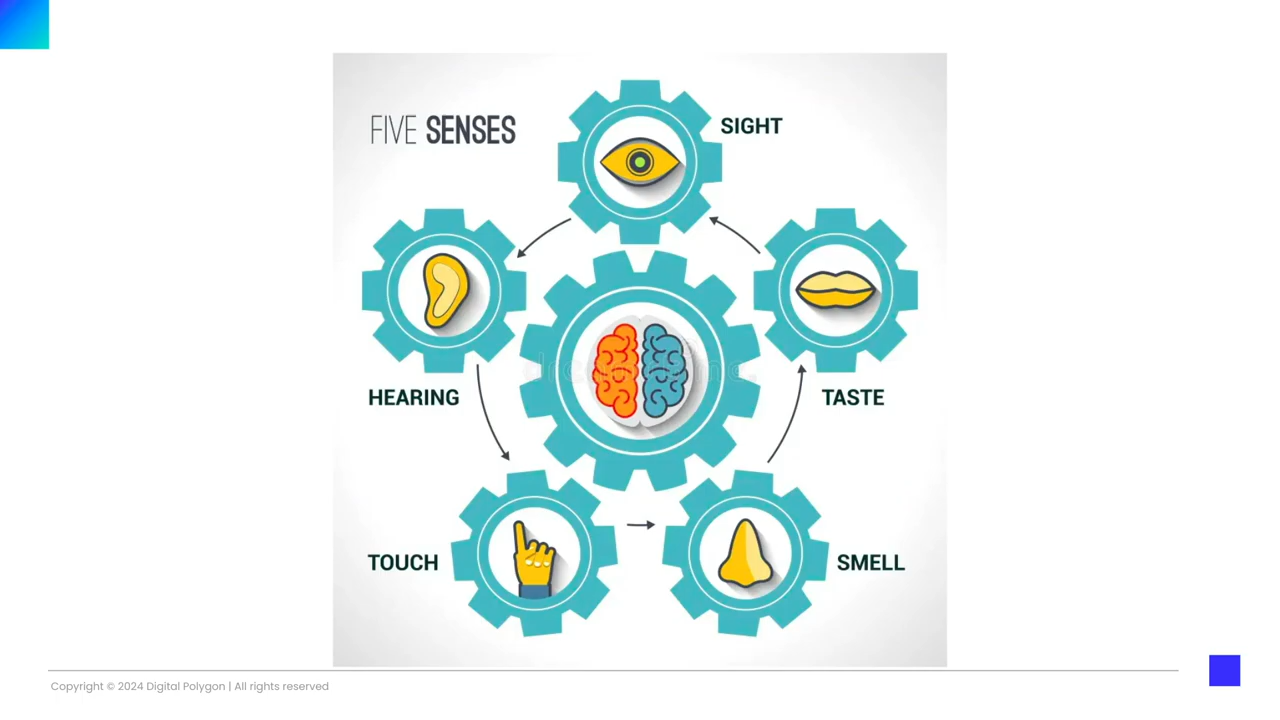 FIVE SENSES
SIGHT
HEARING
TASTE
TOUCH
SMELL
Copyright © 2024 Digital Polygon | All rights reserved